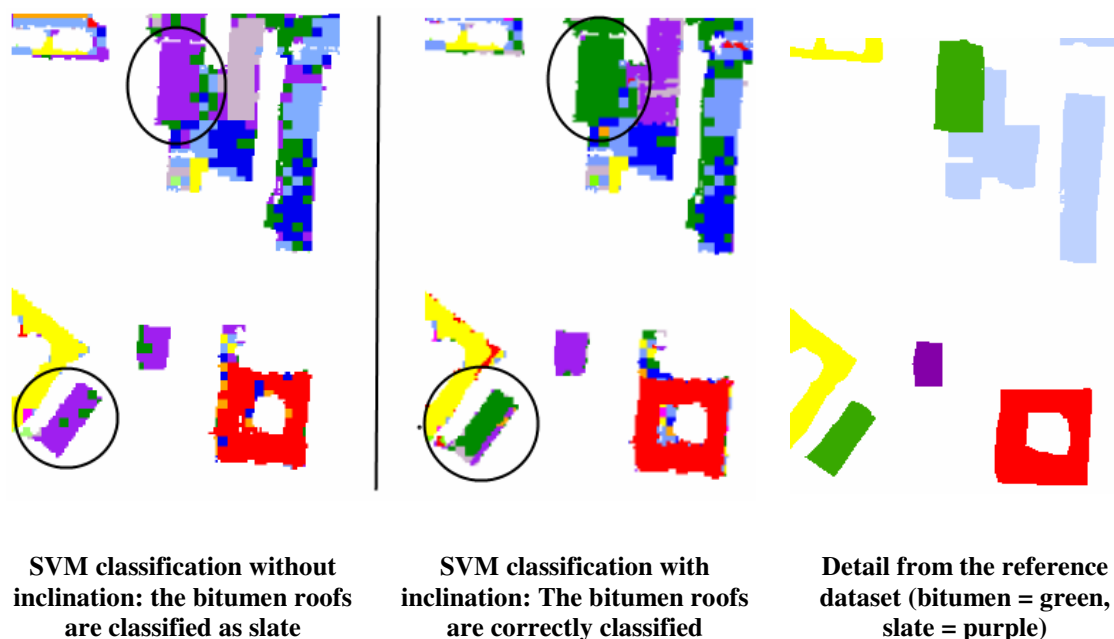 SVM classification without
inclination: the bitumen roofs
are classified as slate
SVM classification with
inclination: The bitumen roofs
are correctly classified
Detail from the reference
dataset (bitumen = green,
slate = purple)